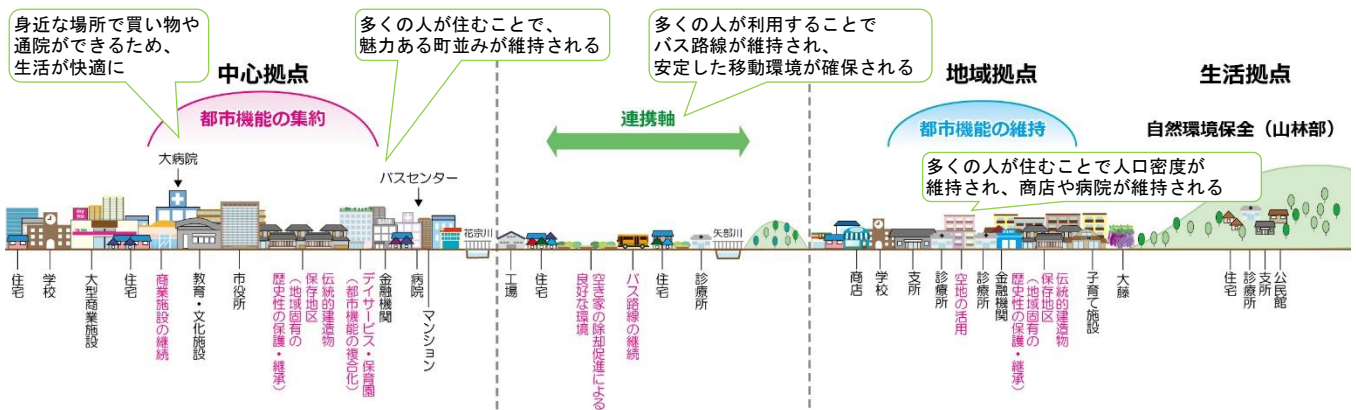 身近な場所で買い物や
通院ができるため、
生活が快適に
多くの人が住むことで、
魅力ある町並みが維持される
多くの人が利用することで
バス路線が維持され、
安定した移動環境が確保される
中心拠点
都市機能の集約
連携軸
地域拠点
都市機能の維持
生活拠点
自然環境保全（山林部）
多くの人が住むことで人口密度が
維持され、商店や病院が維持される
大病院
バスセンター
花宗川
矢部川
住宅
学校
大型商業施設
住宅
商業施設の継続
教育・文化施設
市役所
伝統的建造物
保存地区
（地域固有の
歴史性の保護・継承）
デイサービス・保育園
（都市機能の複合化）
金融機関
病院
マンション
工場
住宅
空き家の除却促進による
良好な環境
バス路線の継続
住宅
診療所
商店
学校
支所
診療所
空地の活用
診療所
金融機関
伝統的建造物
保存地区
（地域固有の
歴史性の保護・継承）
子育て施設
大藤
住宅
診療所
支所
公民館